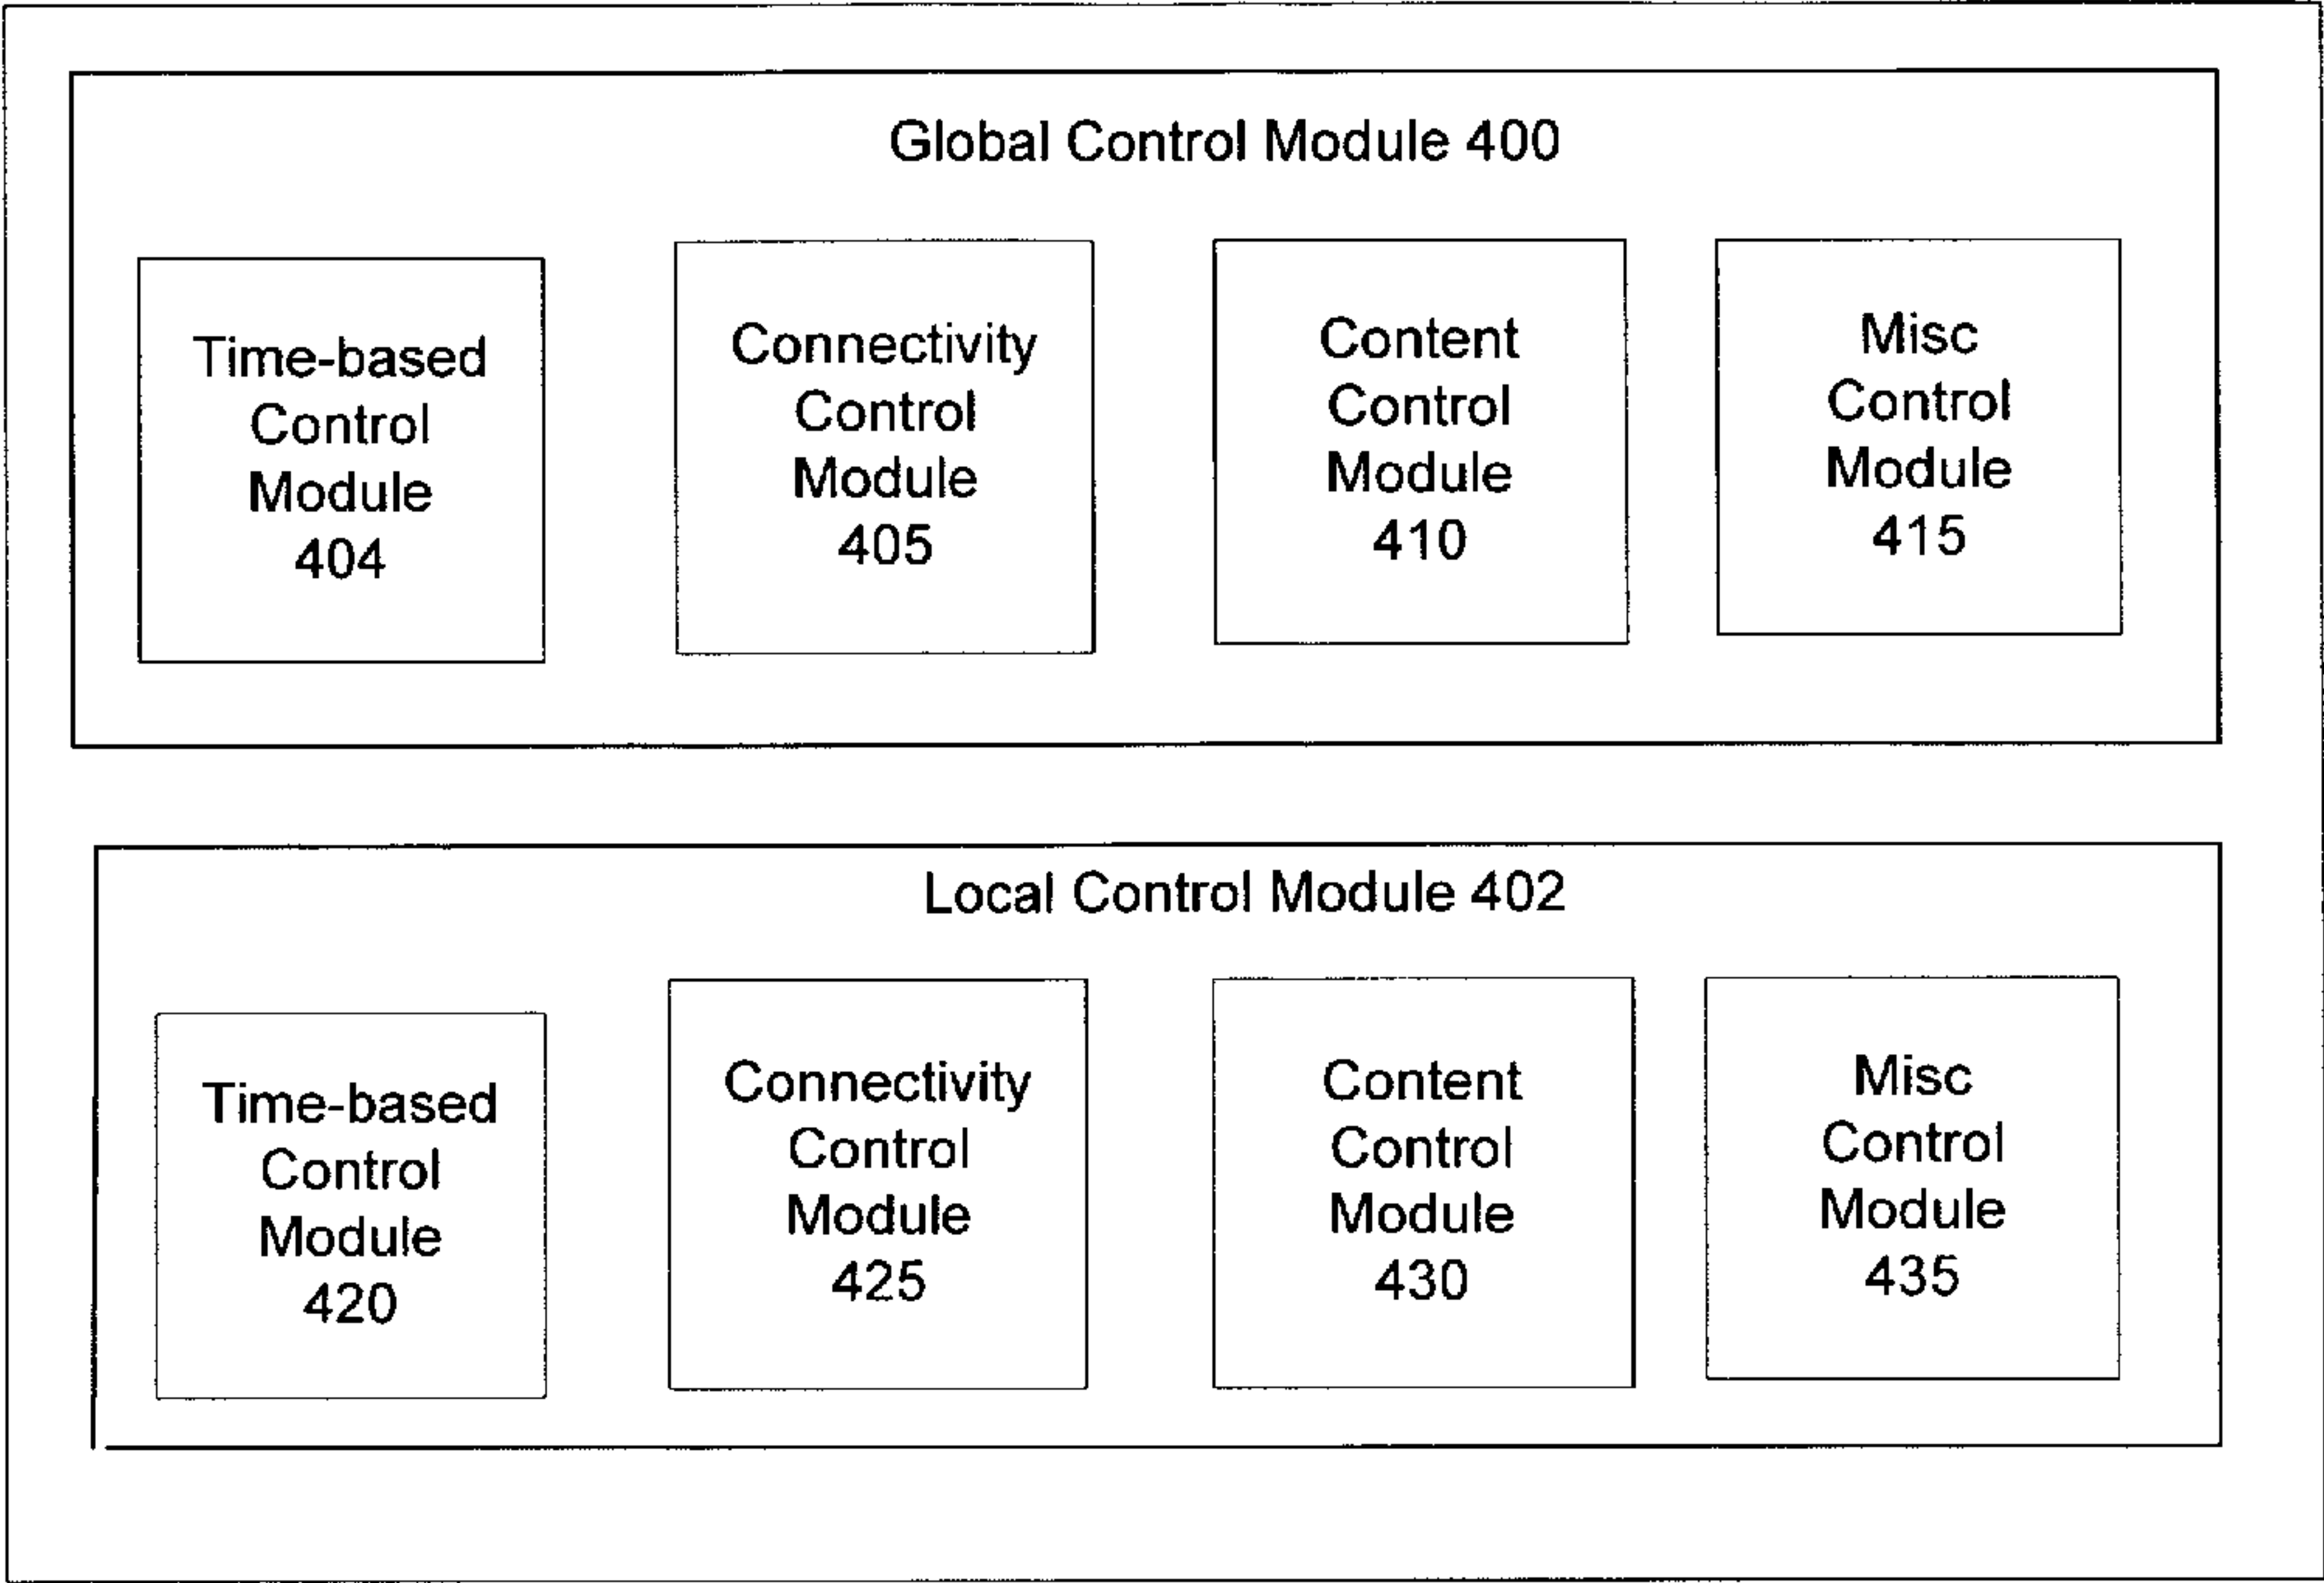 Global Control Module 400
Time-based
Control
Module
404
Connectivity
Control
Module
405
Content
Control
Module
410
Misc
Control
Module
415
Local Control Module 402
Time-based
Control
Module
420
Connectivity
Control
Module
425
Content
Control
Module
430
Misc
Control
Module
435